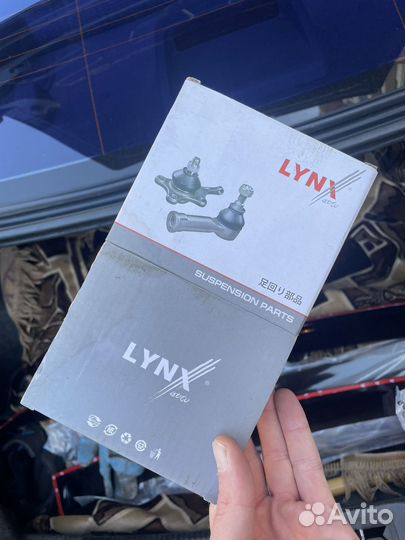 LYNX
auto
足回り部品
SUSPENSION PARTS
LYNX®
auto
Avito